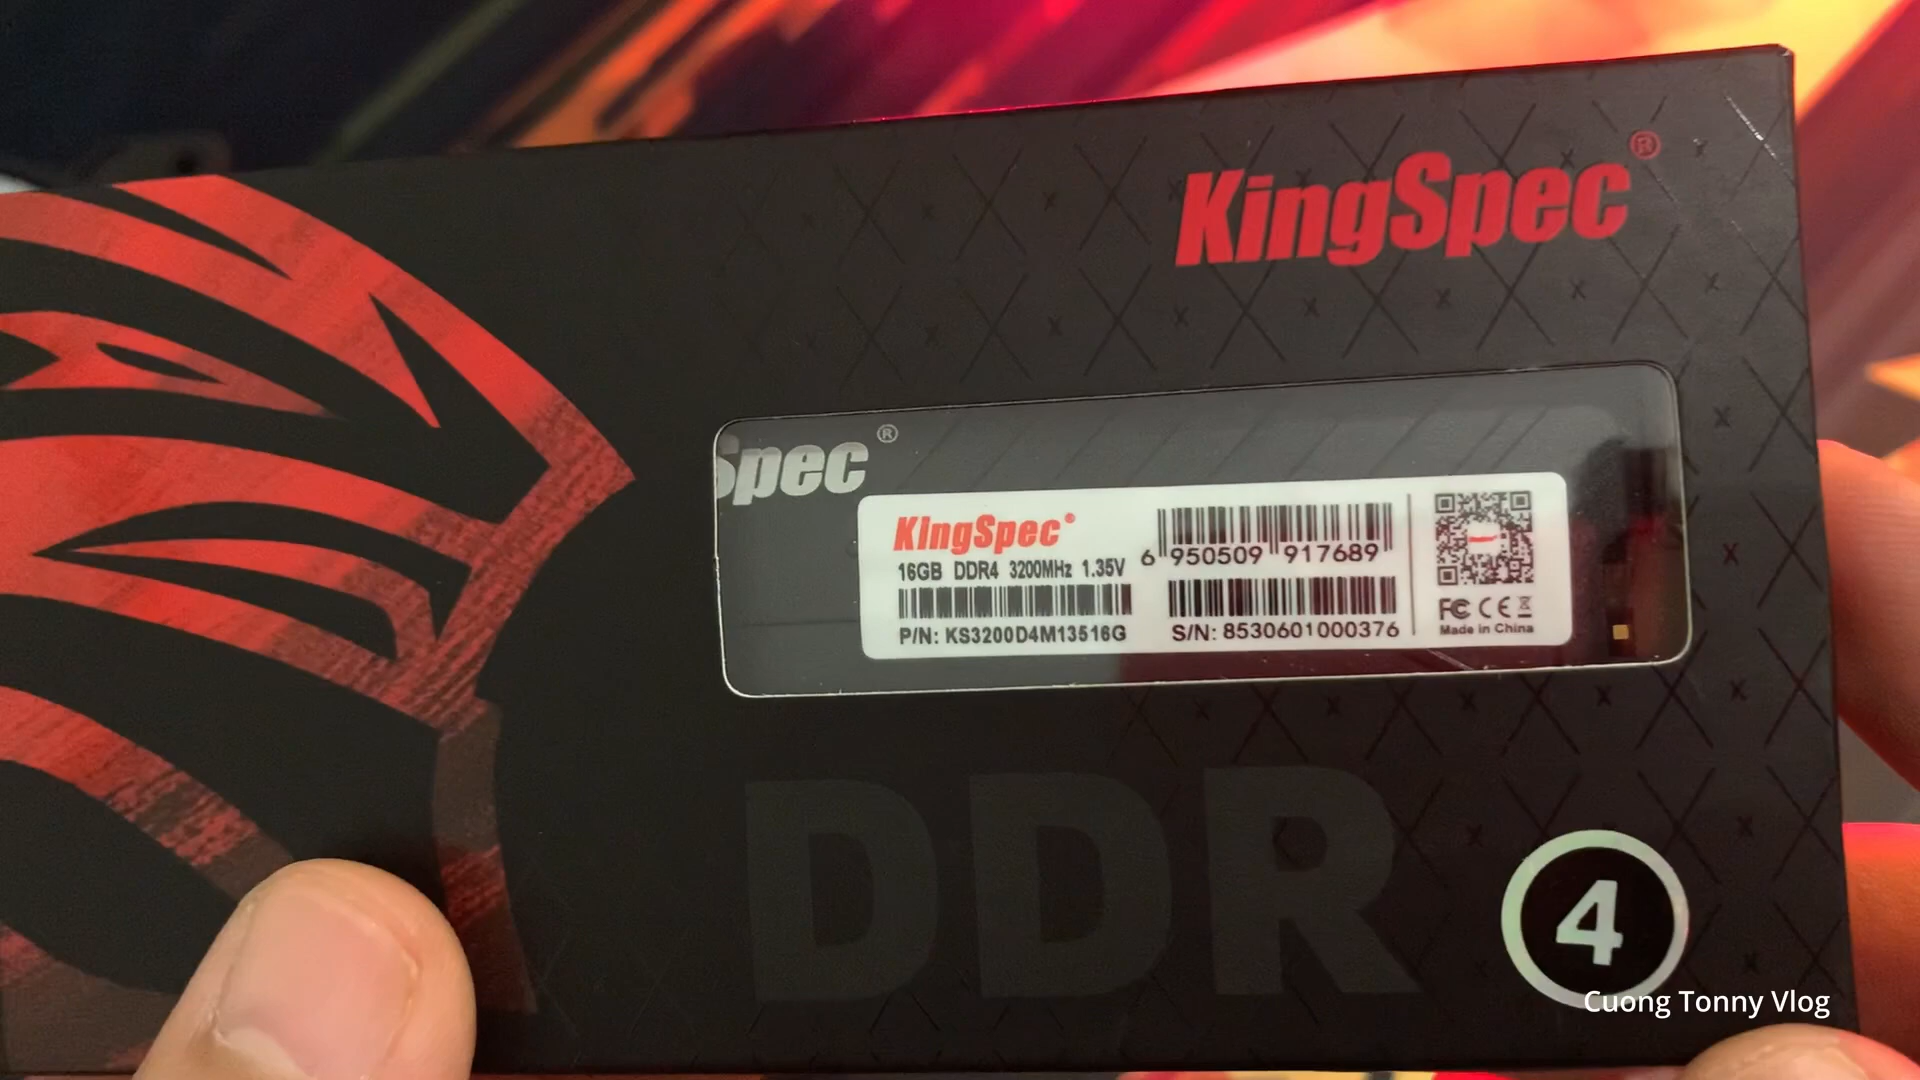 KingSpec®
Spec®
KingSpec®
16GB DDR4 3200MHz 1.35V
6 950509 917689
P/N: KS3200D4M13516G
S/N: 8530601000376
FC CE
Made in China
DDR
4
Cuong Tonny Vlog